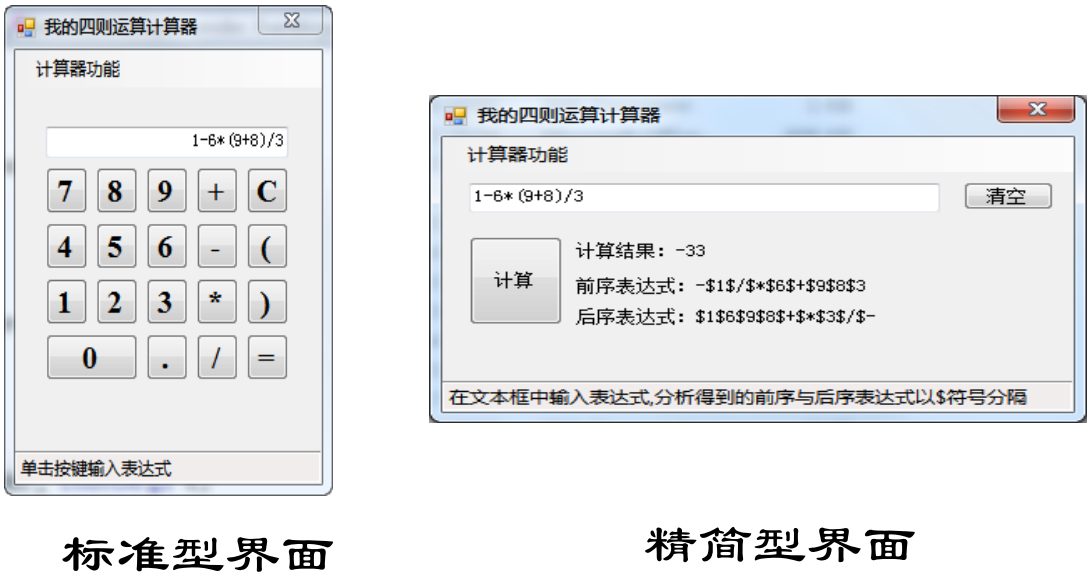 我的四则运算计算器
计算器功能
1-6*(9+8)/3
7 8 9 + C
4 5 6 - (
1 2 3 * )
0 . / =
单击按键输入表达式
标准型界面
我的四则运算计算器
计算器功能
1-6*(9+8)/3 清空
计算
计算结果：-33
前序表达式：-$1$/$*$6$+$9$8$3
后序表达式：$1$6$9$8$+$*$3$/$-
在文本框中输入表达式,分析得到的前序与后序表达式以$符号分隔
精简型界面